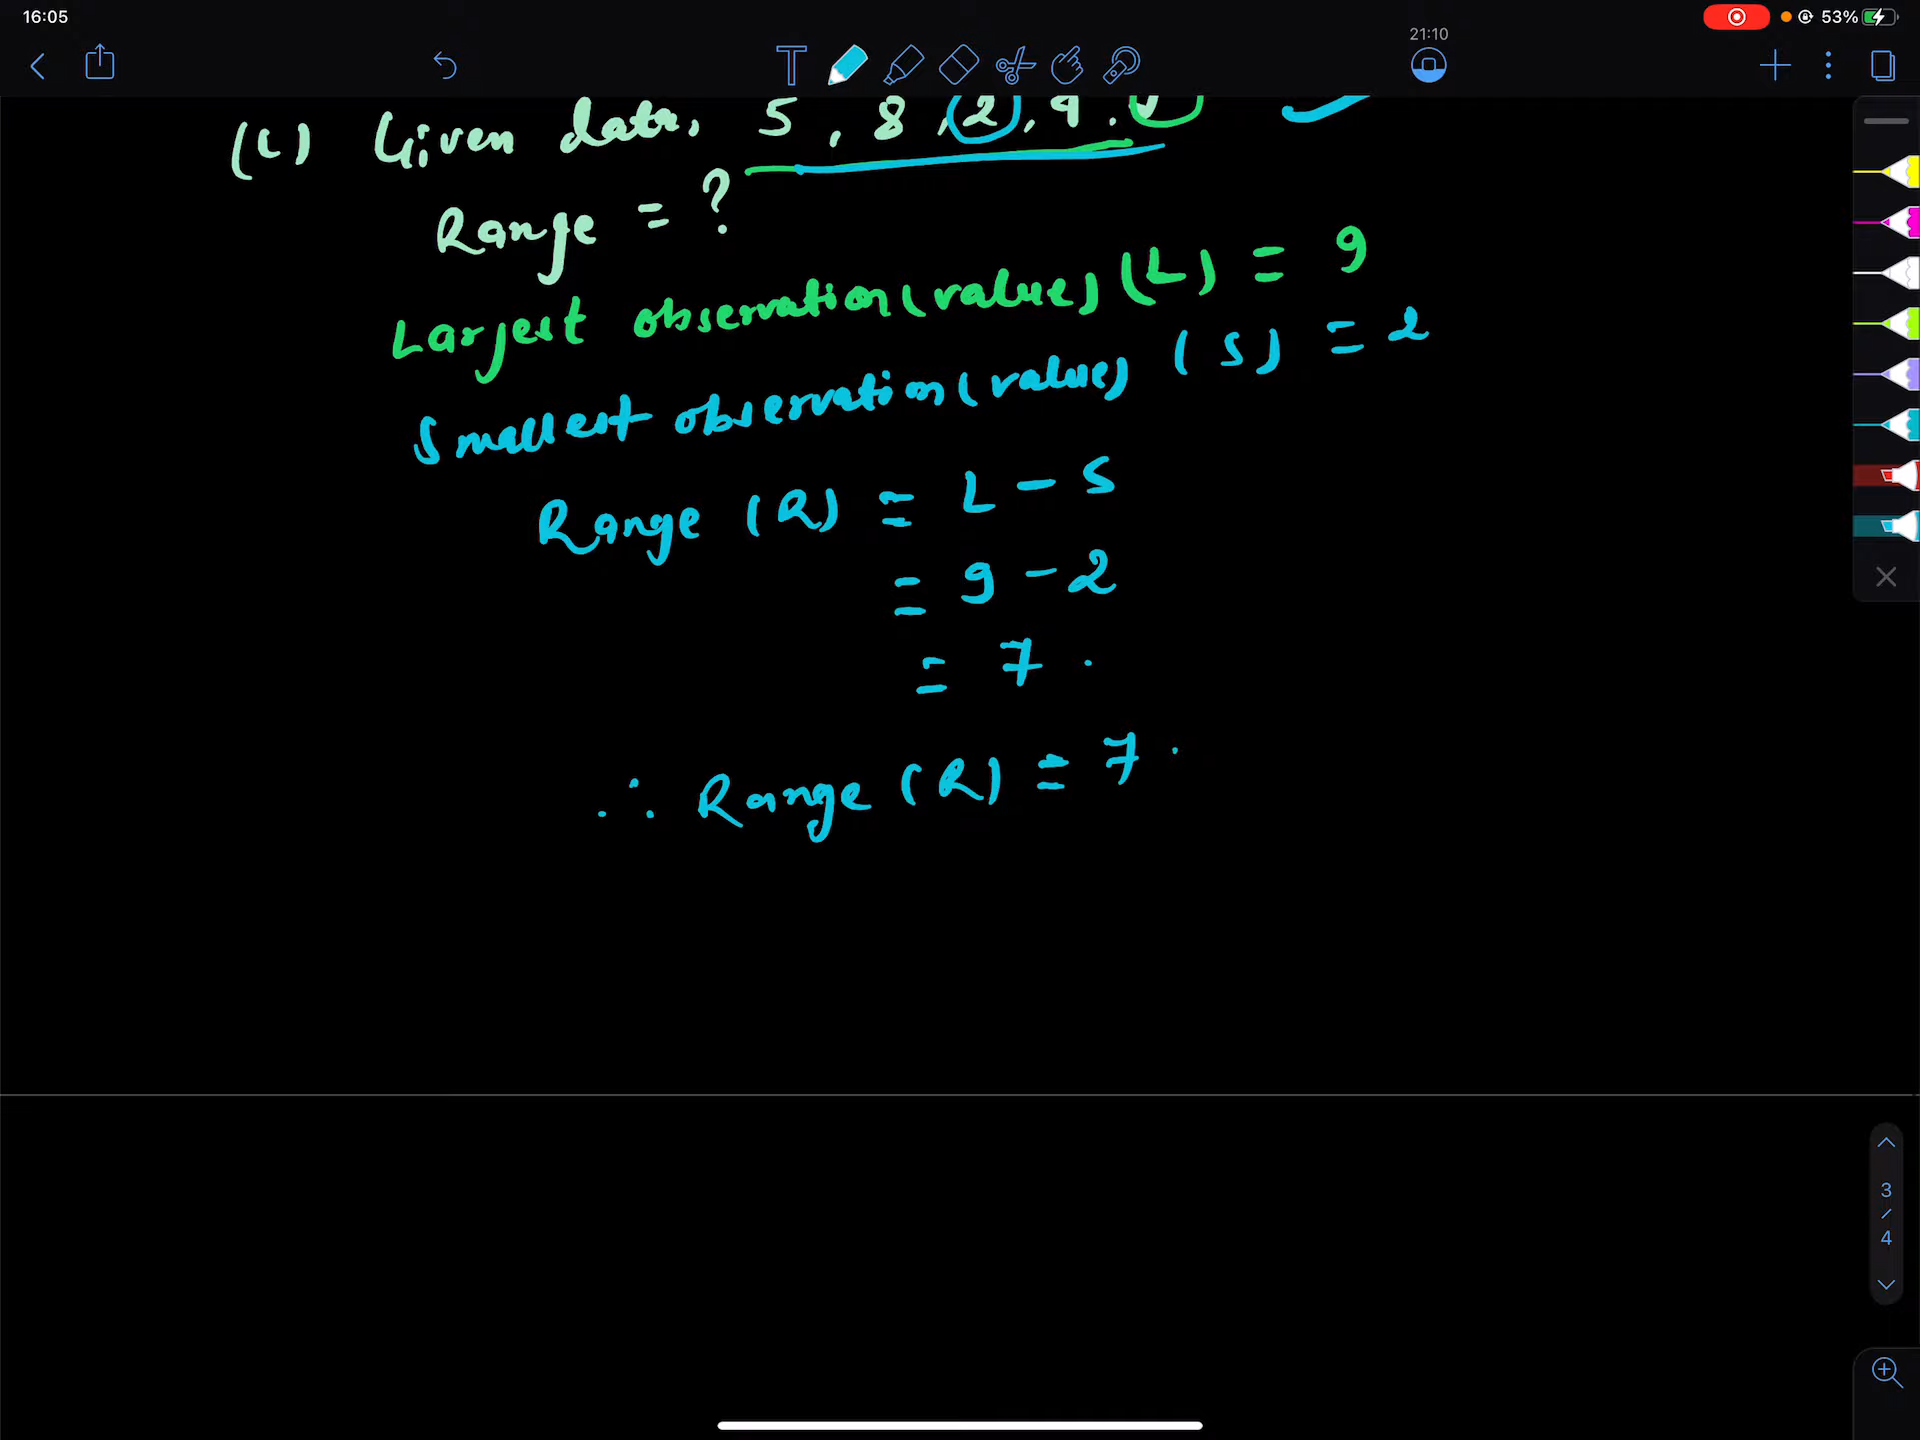 16:05
53%
21:10
(C) Given data, 5, 8, 2, 4,
Range = ?
Largest observation (value) (L) = 9
Smallest observation (value) (S) = 2
Range (R) = L - S
= 9 - 2
= 7 .
∴ Range (R) = 7 .
3
/
4